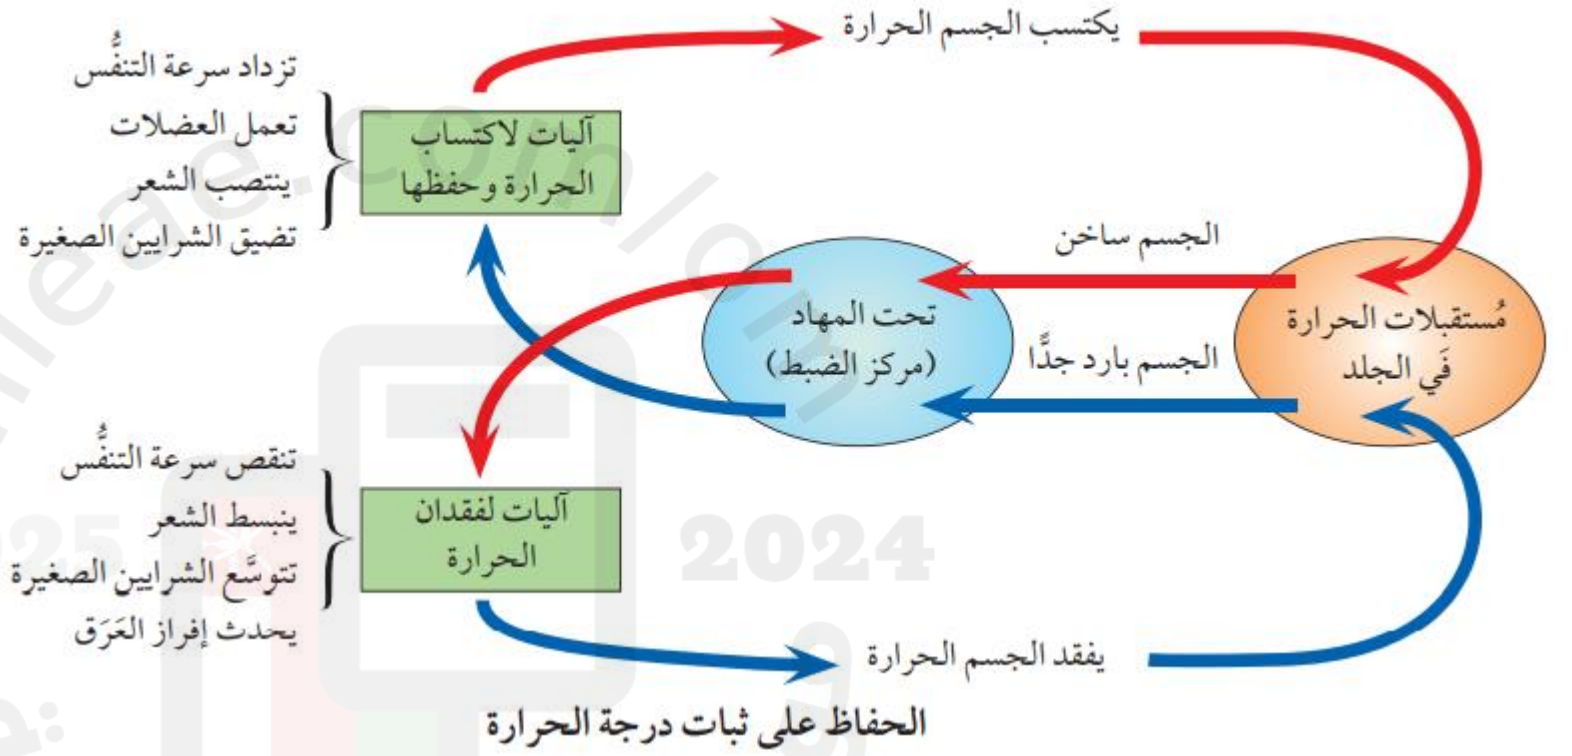 يكتسب الجسم الحرارة
تزداد سرعة التنفُّس
تعمل العضلات
ينتصب الشعر
تضيق الشرايين الصغيرة
آليات لاكتساب
الحرارة وحفظها
الجسم ساخن
مُستقبلات الحرارة
فَي الجلد
تحت المهاد
(مركز الضبط)
الجسم بارد جدًّا
تنقص سرعة التنفُّس
ينبسط الشعر
تتوسَّع الشرايين الصغيرة
يحدث إفراز العَرَق
آليات لفقدان
الحرارة
2024
يفقد الجسم الحرارة
الحفاظ على ثبات درجة الحرارة